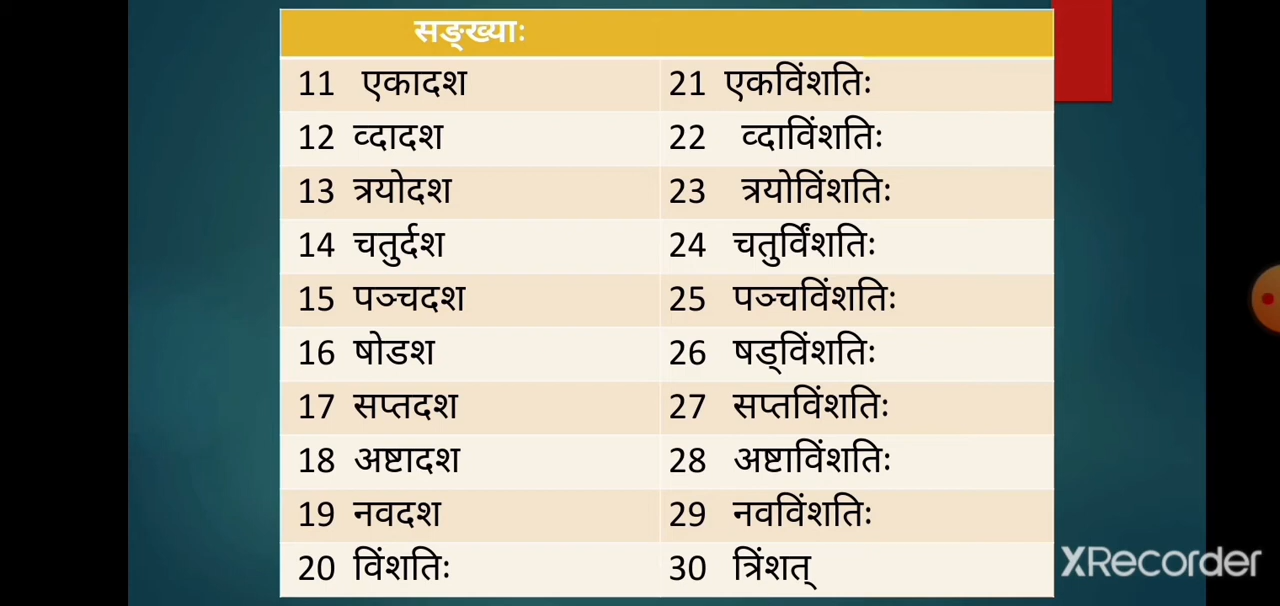 सङ्ख्याः
11 एकादश 21 एकविंशतिः
12 व्दादश 22 व्दाविंशतिः
13 त्रयोदश 23 त्रयोविंशतिः
14 चतुर्दश 24 चतुर्विंशतिः
15 पञ्चदश 25 पञ्चविंशतिः
16 षोडश 26 षड्विंशतिः
17 सप्तदश 27 सप्तविंशतिः
18 अष्टादश 28 अष्टाविंशतिः
19 नवदश 29 नवविंशतिः
20 विंशतिः 30 त्रिंशत्
XRecorder